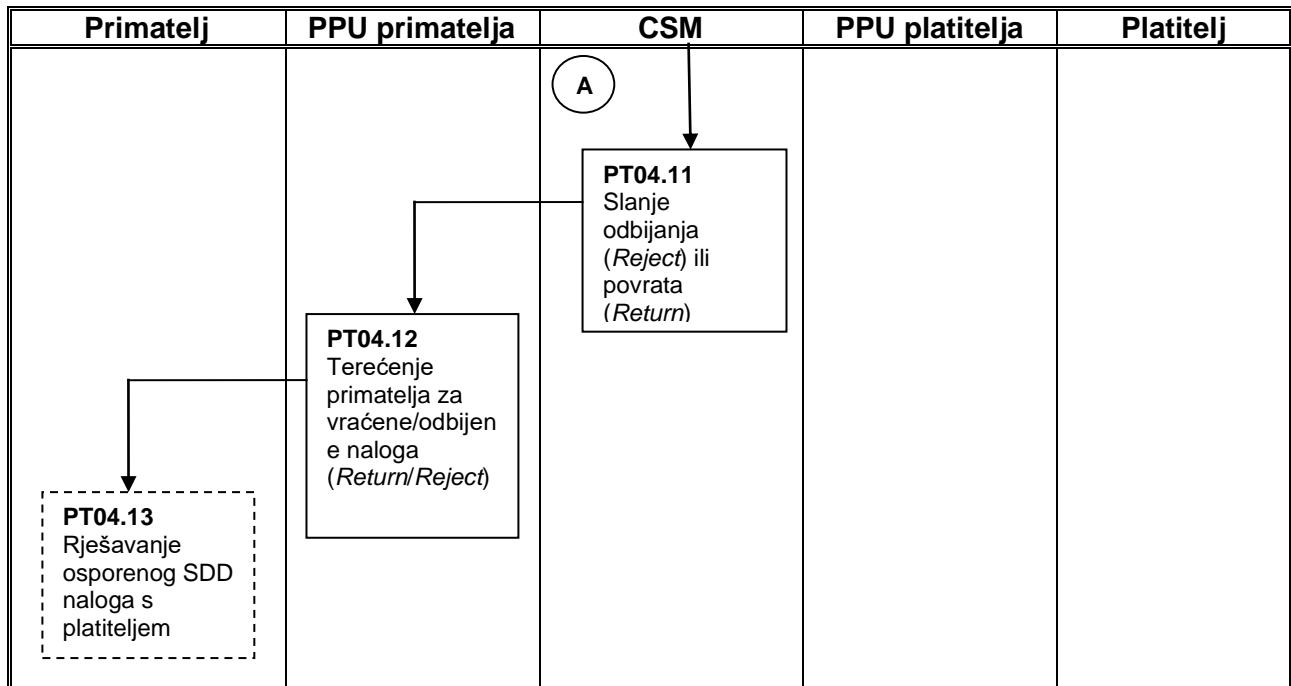 Primatelj PPU primatelja CSM PPU platitelja Platitelj
A
PT04.11
Slanje
odbijanja
(Reject) ili
povrata
(Return)
PT04.12
Terećenje
primatelja za
vraćene/odbijen
e naloga
(Return/Reject)
PT04.13
Rješavanje
osporenog SDD
naloga s
platiteljem